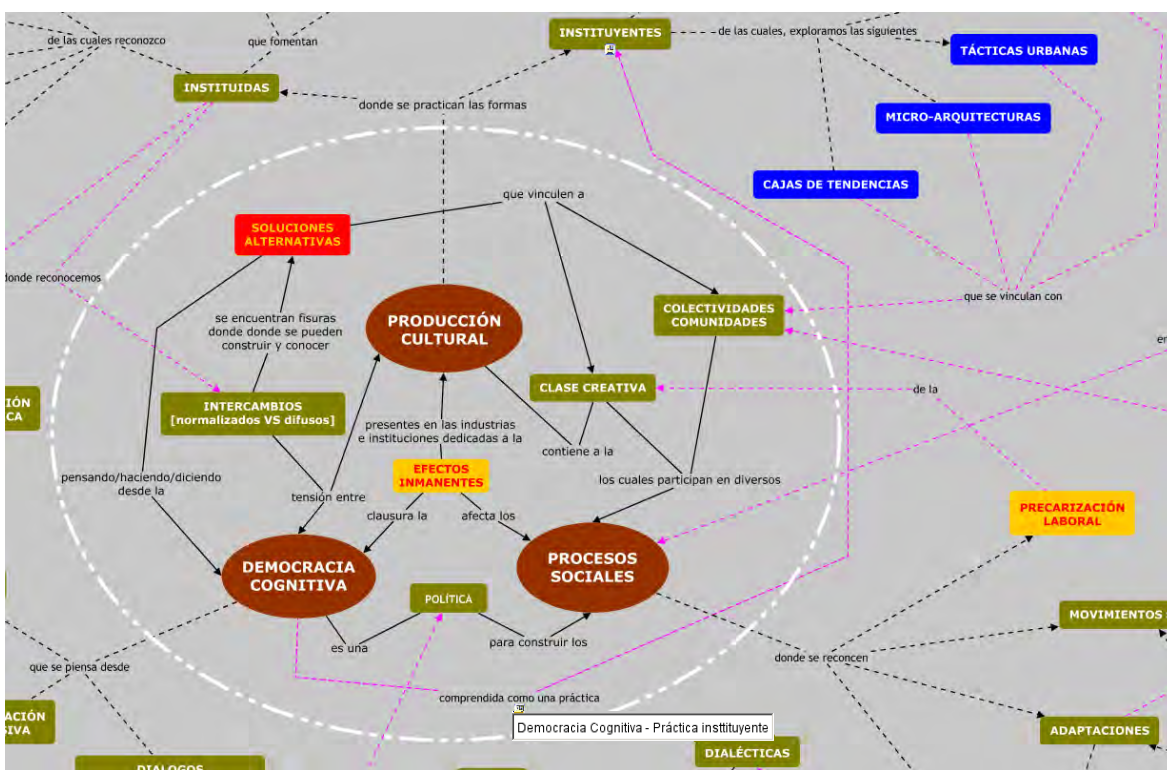 INSTITUYENTES
de las cuales, exploramos las siguientes
de las cuales reconozco
que fomentan
TÁCTICAS URBANAS
INSTITUIDAS
donde se practican las formas
MICRO-ARQUITECTURAS
CAJAS DE TENDENCIAS
que vinculen a
SOLUCIONES
ALTERNATIVAS
donde reconocemos
que se vinculan con
COLECTIVIDADES
COMUNIDADES
se encuentran fisuras
donde donde se pueden
construir y conocer
PRODUCCIÓN
CULTURAL
en
CLASE CREATIVA
de la
IÓN
CA
INTERCAMBIOS
[normalizados VS difusos]
presentes en las industrias
e instituciones dedicadas a la
contiene a la
EFECTOS
INMANENTES
pensando/haciendo/diciendo
desde la
tensión entre
los cuales participan en diversos
clausura la
afecta los
PRECARIZACIÓN
LABORAL
DEMOCRACIA
COGNITIVA
PROCESOS
SOCIALES
POLÍTICA
MOVIMIENTOS
es una
para construir los
que se piensa desde
donde se reconcen
comprendida como una práctica
ACIÓN
SIVA
Democracia Cognitiva - Práctica insttituyente
ADAPTACIONES
DIALÉCTICAS
DIALOGOS